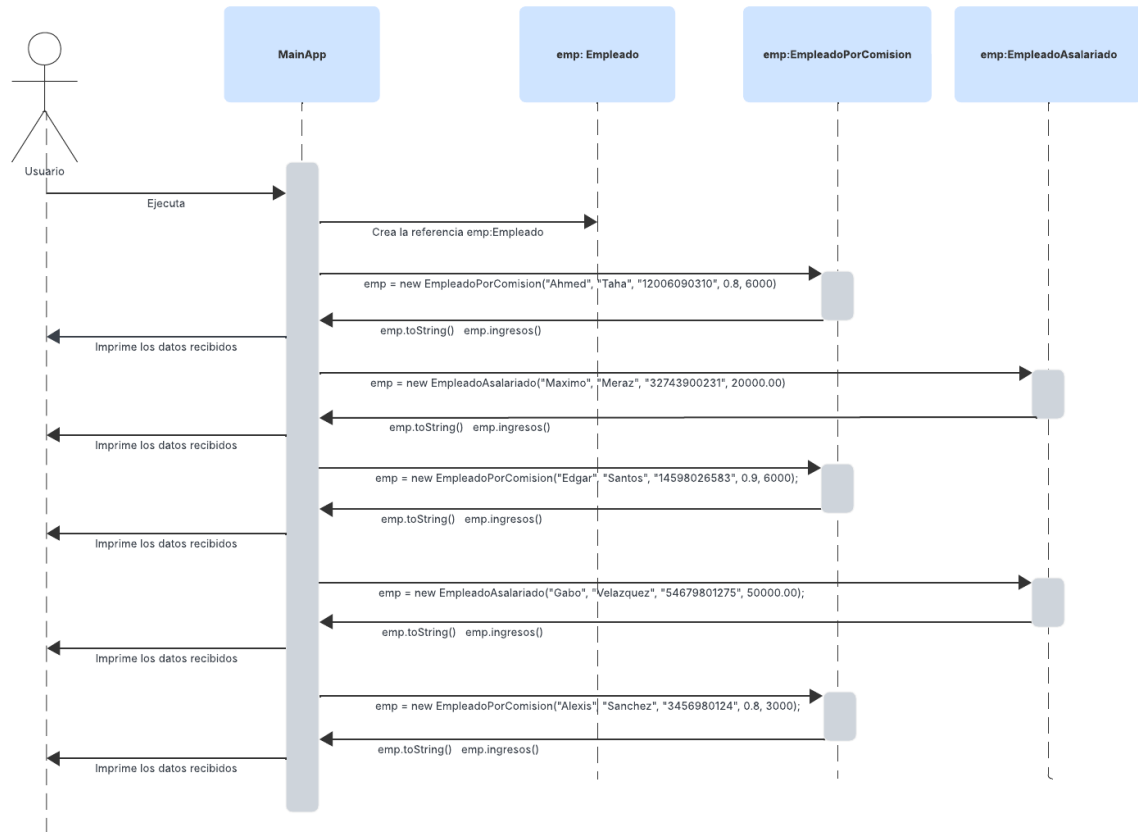 MainApp
emp: Empleado
emp:EmpleadoPorComision
emp:EmpleadoAsalariado
Usuario
Ejecuta
Crea la referencia emp:Empleado
emp = new EmpleadoPorComision("Ahmed", "Taha", "12006090310", 0.8, 6000)
emp.toString()   emp.ingresos()
Imprime los datos recibidos
emp = new EmpleadoAsalariado("Maximo", "Meraz", "32743900231", 20000.00)
emp.toString()   emp.ingresos()
Imprime los datos recibidos
emp = new EmpleadoPorComision("Edgar", "Santos", "14598026583", 0.9, 6000);
emp.toString()   emp.ingresos()
Imprime los datos recibidos
emp = new EmpleadoAsalariado("Gabo", "Velazquez", "54679801275", 50000.00);
emp.toString()   emp.ingresos()
Imprime los datos recibidos
emp = new EmpleadoPorComision("Alexis", "Sanchez", "3456980124", 0.8, 3000);
emp.toString()   emp.ingresos()
Imprime los datos recibidos